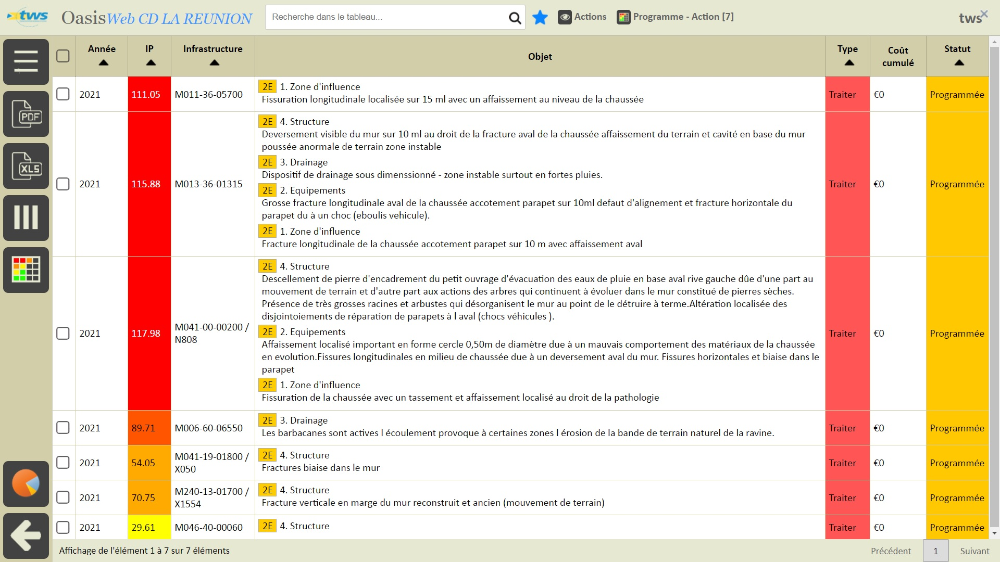 tws
OasisWeb CD LA REUNION
Recherche dans le tableau...
Actions
Programme - Action [7]
tws
PDF
XLS
Année
IP
Infrastructure
Objet
Type
Coût
cumulé
Statut
2021
111.05
M011-36-05700
2E 1. Zone d'influence
Fissuration longitudinale localisée sur 15 ml avec un affaissement au niveau de la chaussée
Traiter
€0
Programmée
2021
115.88
M013-36-01315
2E 4. Structure
Deversement visible du mur sur 10 ml au droit de la fracture aval de la chaussée affaissement du terrain et cavité en base du mur
poussée anormale de terrain zone instable
2E 3. Drainage
Dispositif de drainage sous dimenssionné - zone instable surtout en fortes pluies.
2E 2. Equipements
Grosse fracture longitudinale aval de la chaussée accotement parapet sur 10ml defaut d'alignement et fracture horizontale du
parapet du à un choc (eboulis vehicule).
2E 1. Zone d'influence
Fracture longitudinale de la chaussée accotement parapet sur 10 m avec affaissement aval
Traiter
€0
Programmée
2021
117.98
M041-00-00200 /
N808
2E 4. Structure
Descellement de pierre d'encadrement du petit ouvrage d'évacuation des eaux de pluie en base aval rive gauche dûe d'une part au
mouvement de terrain et d'autre part aux actions des arbres qui continuent à évoluer dans le mur constitué de pierres sèches.
Présence de très grosses racines et arbustes qui désorganisent le mur au point de le détruire à terme.Altération localisée des
disjointoiements de réparation de parapets à l aval (chocs véhicules ).
2E 2. Equipements
Affaissement localisé important en forme cercle 0,50m de diamètre due à un mauvais comportement des matériaux de la chaussée
en evolution.Fissures longitudinales en milieu de chaussée due à un deversement aval du mur. Fissures horizontales et biaise dans le
parapet
2E 1. Zone d'influence
Fissuration de la chaussée avec un tassement et affaissement localisé au droit de la pathologie
Traiter
€0
Programmée
2021
89.71
M006-60-06550
2E 3. Drainage
Les barbacanes sont actives l écoulement provoque à certaines zones l érosion de la bande de terrain naturel de la ravine.
Traiter
€0
Programmée
2021
54.05
M041-19-01800 /
X050
2E 4. Structure
Fractures biaise dans le mur
Traiter
€0
Programmée
2021
70.75
M240-13-01700 /
X1554
2E 4. Structure
Fracture verticale en marge du mur reconstruit et ancien (mouvement de terrain)
Traiter
€0
Programmée
2021
29.61
M046-40-00060
2E 4. Structure
Traiter
€0
Programmée
Affichage de l'élément 1 à 7 sur 7 éléments
Précédent
1
Suivant